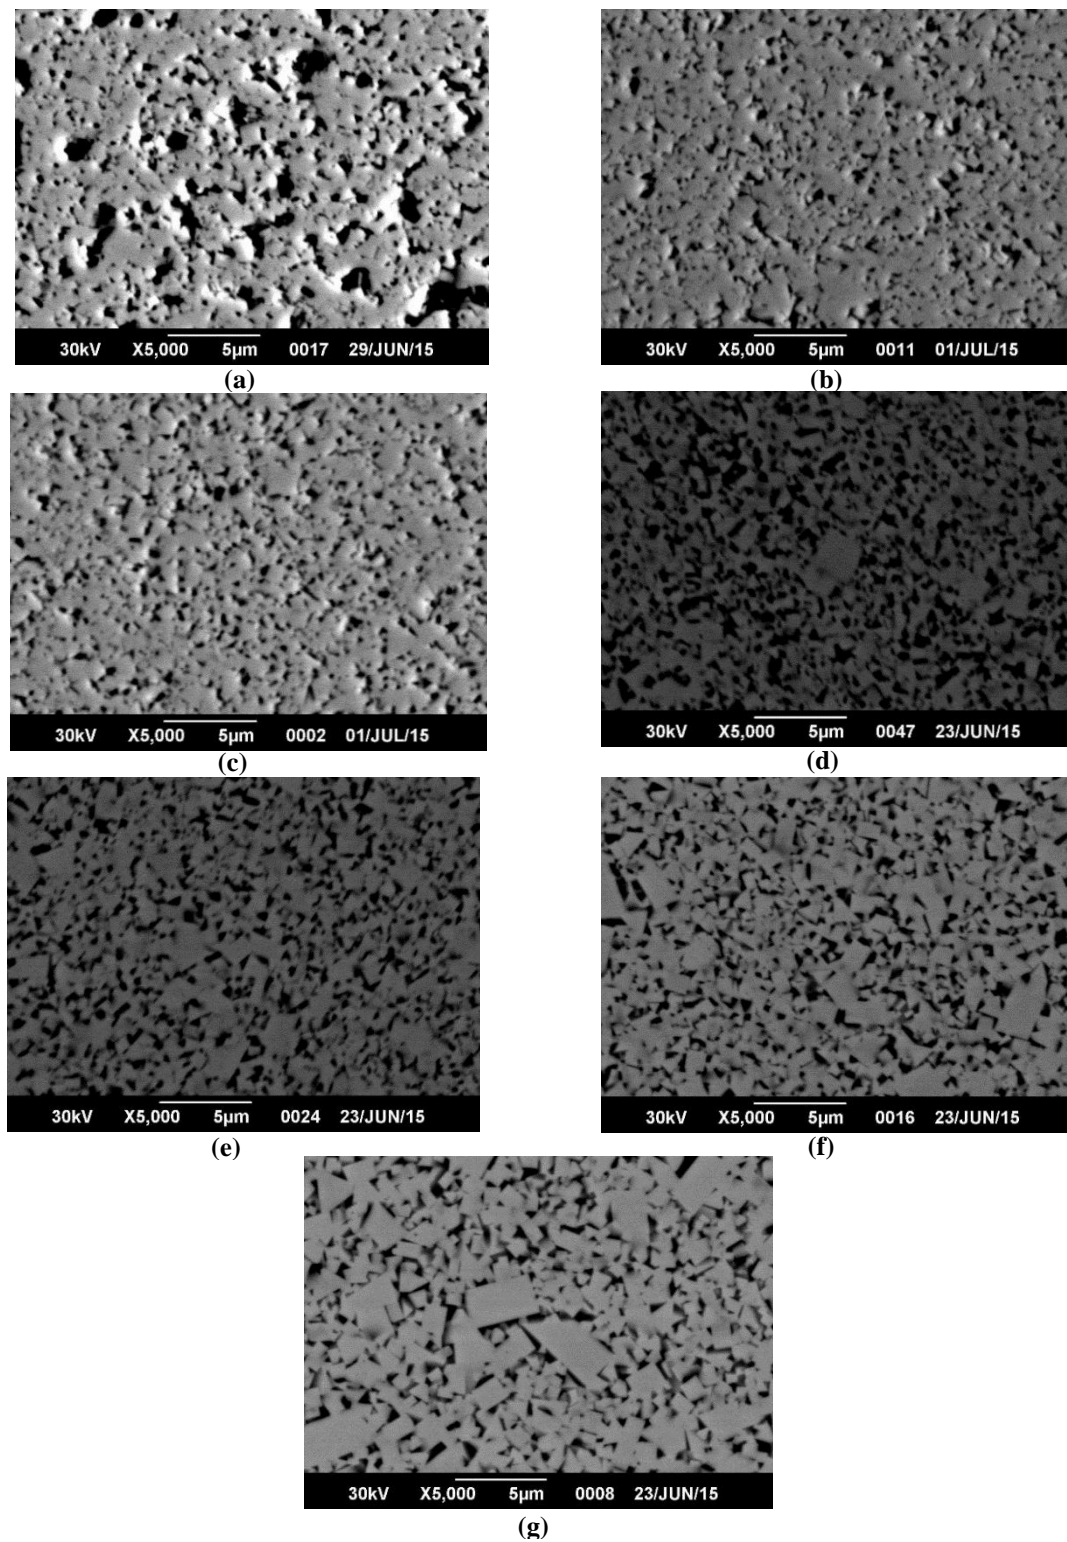 30kV X5,000 5µm 0017 29/JUN/15
(a)
30kV X5,000 5µm 0011 01/JUL/15
(b)
30kV X5,000 5µm 0002 01/JUL/15
(c)
30kV X5,000 5µm 0047 23/JUN/15
(d)
30kV X5,000 5µm 0024 23/JUN/15
(e)
30kV X5,000 5µm 0016 23/JUN/15
(f)
30kV X5,000 5µm 0008 23/JUN/15
(g)